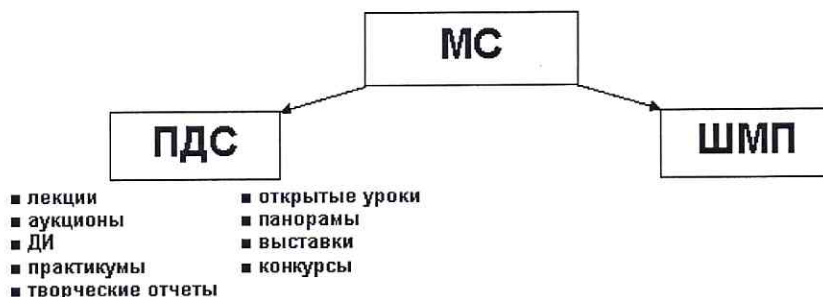 МС
ПДС
ШМП
▪ лекции
▪ аукционы
▪ ДИ
▪ практикумы
▪ творческие отчеты
▪ открытые уроки
▪ панорамы
▪ выставки
▪ конкурсы